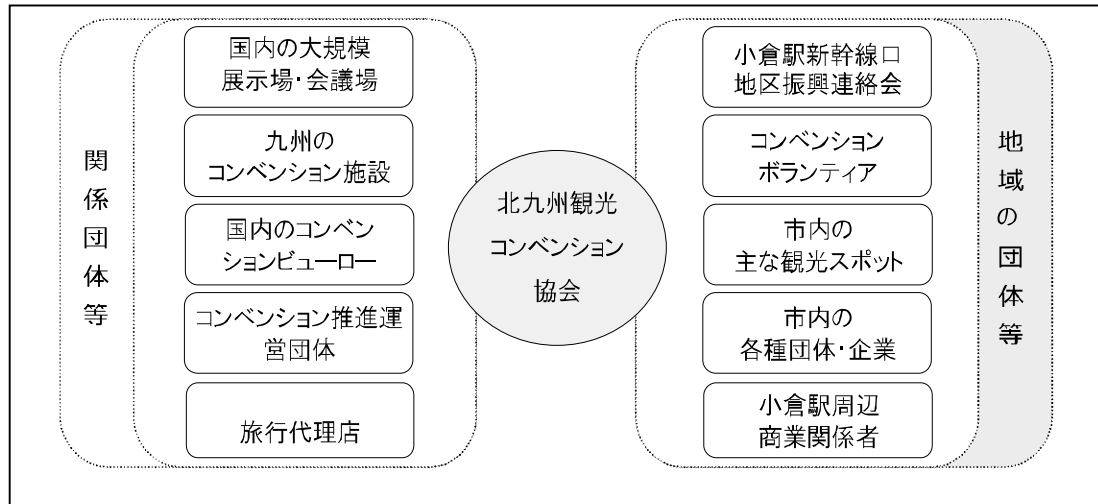 関係団体等
国内の大規模
展示場・会議場
九州の
コンベンション施設
国内のコンベン
ションビューロー
コンベンション推進運
営団体
旅行代理店
北九州観光
コンベンション
協会
小倉駅新幹線口
地区振興連絡会
コンベンション
ボランティア
市内の
主な観光スポット
市内の
各種団体・企業
小倉駅周辺
商業関係者
地域の団体等